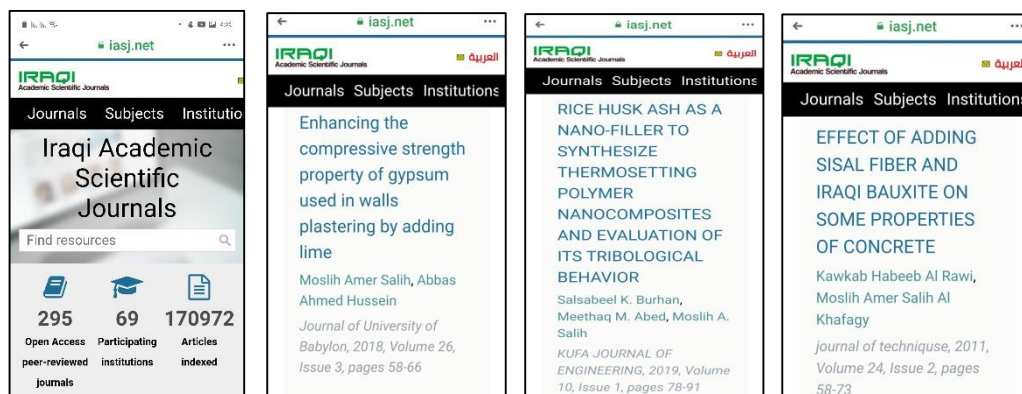 iasj.net
IRAQI
Academic Scientific Journals
Journals Subjects Institutio
Iraqi Academic
Scientific
Journals
Find resources
295 69 170972
Open Access Participating Articles
peer-reviewed institutions indexed
journals
iasj.net
IRAQI
Academic Scientific Journals
العربية
Journals Subjects Institutions
Enhancing the
compressive strength
property of gypsum
used in walls
plastering by adding
lime
Moslih Amer Salih, Abbas
Ahmed Hussein
Journal of University of
Babylon, 2018, Volume 26,
Issue 3, pages 58-66
iasj.net
IRAQI
Academic Scientific Journals
العربية
Journals Subjects Institutions
RICE HUSK ASH AS A
NANO-FILLER TO
SYNTHESIZE
THERMOSETTING
POLYMER
NANOCOMPOSITES
AND EVALUATION OF
ITS TRIBOLOGICAL
BEHAVIOR
Salsabeel K. Burhan,
Meethaq M. Abed, Moslih A.
Salih
KUFA JOURNAL OF
ENGINEERING, 2019, Volume
10, Issue 1, pages 78-91
iasj.net
IRAQI
Academic Scientific Journals
العربية
Journals Subjects Institutions
EFFECT OF ADDING
SISAL FIBER AND
IRAQI BAUXITE ON
SOME PROPERTIES
OF CONCRETE
Kawkab Habeeb Al Rawi,
Moslih Amer Salih Al
Khafagy
journal of techniquse, 2011,
Volume 24, Issue 2, pages
58-73